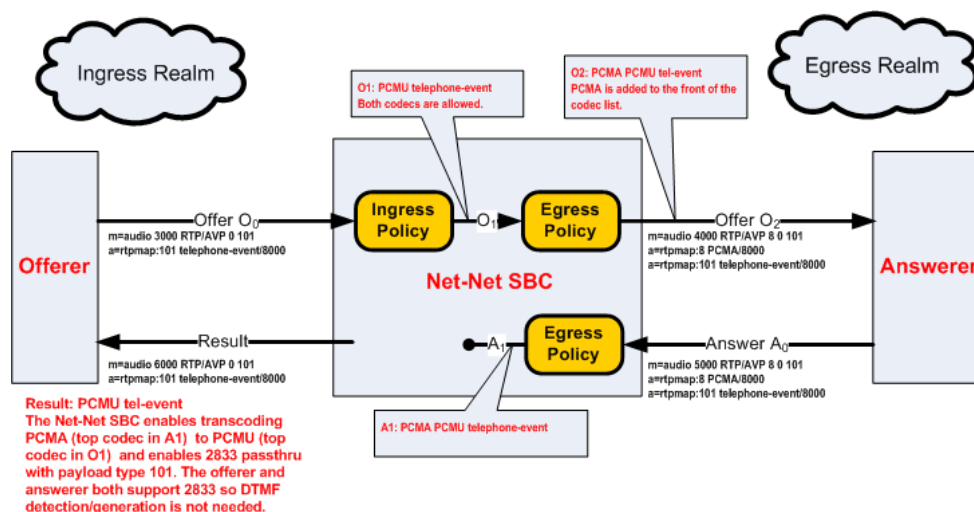 Ingress Realm
Egress Realm
O1: PCMU telephone-event
Both codecs are allowed.
O2: PCMA PCMU tel-event
PCMA is added to the front of the
codec list.
Offerer
Offer O0
m=audio 3000 RTP/AVP 0 101
a=rtpmap:101 telephone-event/8000
Ingress
Policy
O1
Egress
Policy
Offer O2
m=audio 4000 RTP/AVP 8 0 101
a=rtpmap:8 PCMA/8000
a=rtpmap:101 telephone-event/8000
Answerer
Net-Net SBC
Result
m=audio 6000 RTP/AVP 0 101
a=rtpmap:101 telephone-event/8000
A1
Egress
Policy
Answer A0
m=audio 5000 RTP/AVP 8 0 101
a=rtpmap:8 PCMA/8000
a=rtpmap:101 telephone-event/8000
A1: PCMA PCMU telephone-event
Result: PCMU tel-event
The Net-Net SBC enables transcoding
PCMA (top codec in A1) to PCMU (top
codec in O1) and enables 2833 passthru
with payload type 101. The offerer and
answerer both support 2833 so DTMF
detection/generation is not needed.